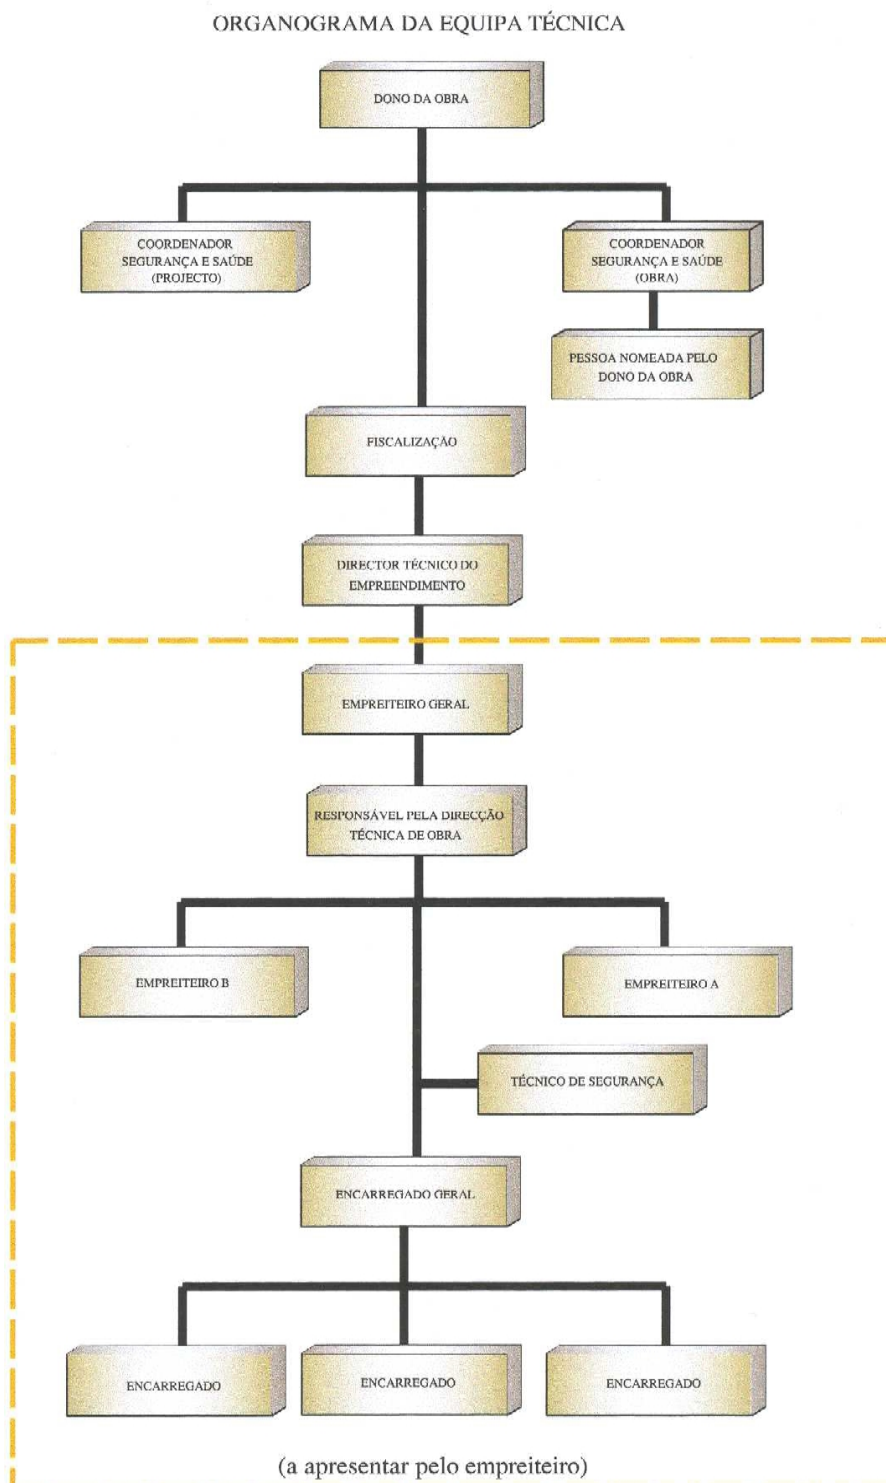 ORGANOGRAMA DA EQUIPA TÉCNICA
DONO DA OBRA
COORDENADOR
SEGURANÇA E SAÚDE
(PROJECTO)
COORDENADOR
SEGURANÇA E SAÚDE
(OBRA)
PESSOA NOMEADA PELO
DONO DA OBRA
FISCALIZAÇÃO
DIRECTOR TÉCNICO DO
EMPREENDIMENTO
EMPREITEIRO GERAL
RESPONSÁVEL PELA DIRECÇÃO
TÉCNICA DE OBRA
EMPREITEIRO B
EMPREITEIRO A
TÉCNICO DE SEGURANÇA
ENCARREGADO GERAL
ENCARREGADO
ENCARREGADO
ENCARREGADO
(a apresentar pelo empreiteiro)